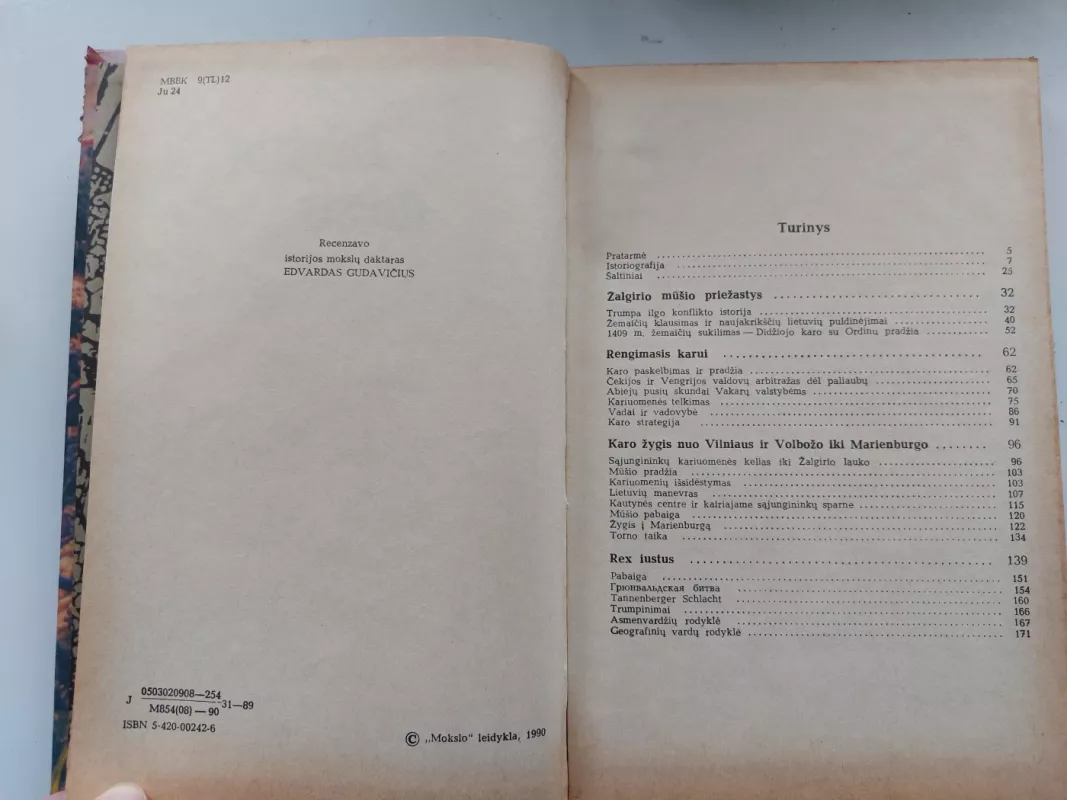 МВБК 9(TL)12
Ju 24
Recenzavo
istorijos mokslų daktaras
EDVARDAS GUDAVIČIUS
J 0503020908—254
M854(08)—90 31—89
ISBN 5-420-00242-6
© „Mokslo“ leidykla, 1990
Turinys
Pratarmė 5
Istoriografija 7
Šaltiniai 25
Žalgirio mūšio priežastys 32
Trumpa ilgo konflikto istorija 32
Žemaičių klausimas ir naujakrikščių lietuvių puldinėjimai 40
1409 m. žemaičių sukilimas — Didžiojo karo su Ordinu pradžia 52
Rengimasis karui 62
Karo paskelbimas ir pradžia 62
Čekijos ir Vengrijos valdovų arbitražas dėl paliaubų 65
Abiejų pusių skundai Vakarų valstybėms 70
Kariuomenės telkimas 75
Vadai ir vadovybė 86
Karo strategija 91
Karo žygis nuo Vilniaus ir Volbožo iki Marienburgo 96
Sąjungininkų kariuomenės kelias iki Žalgirio lauko 96
Mūšio pradžia 103
Kariuomenių išsidėstymas 103
Lietuvių manevras 107
Kautynės centre ir kairiajame sąjungininkų sparne 115
Mūšio pabaiga 120
Žygis į Marienburgą 122
Torno taika 134
Rex iustus 139
Pabaiga 151
Грюнвальдская битва 154
Tannenberger Schlacht 160
Trumpinimai 166
Asmenvardžių rodyklė 167
Geografinių vardų rodyklė 171